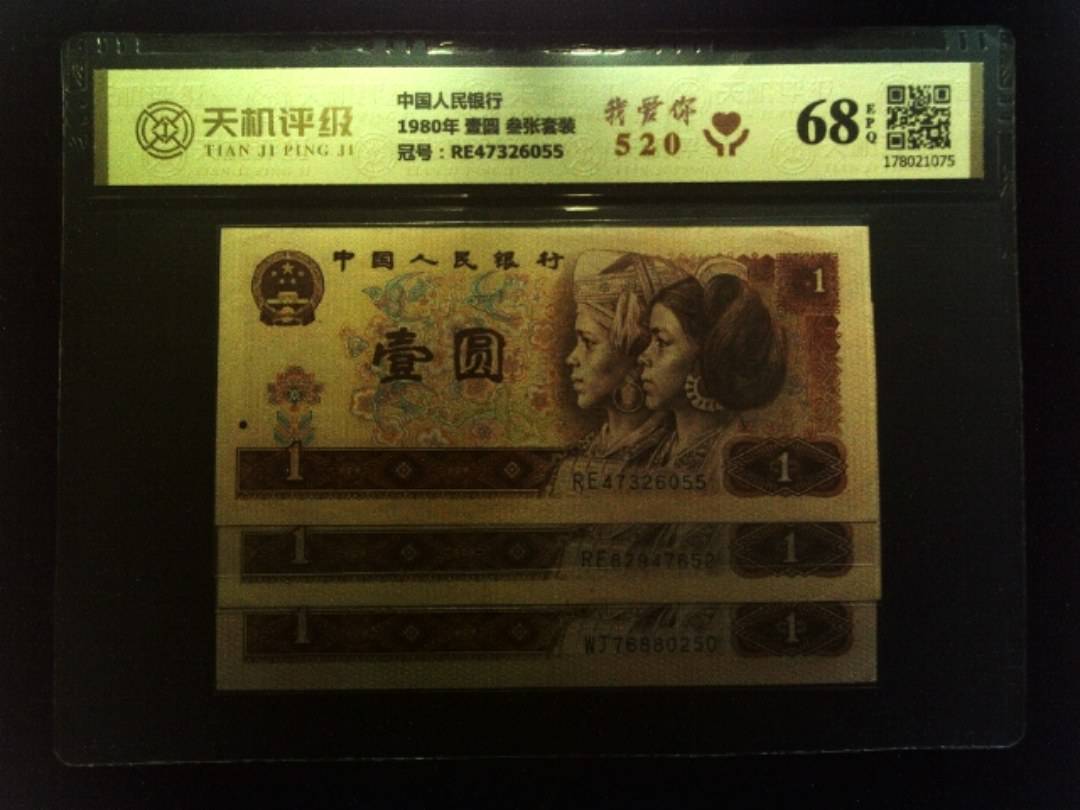 天机评级
TIAN JI PING JI
中国人民银行
1980年 壹圆 叁张套装
冠号：RE47326055
我爱你
520
68
EPQ
178021075
中国人民银行
1
壹圆
1
RE47326055
1
1
RE62947652
1
1
WJ76880250
1